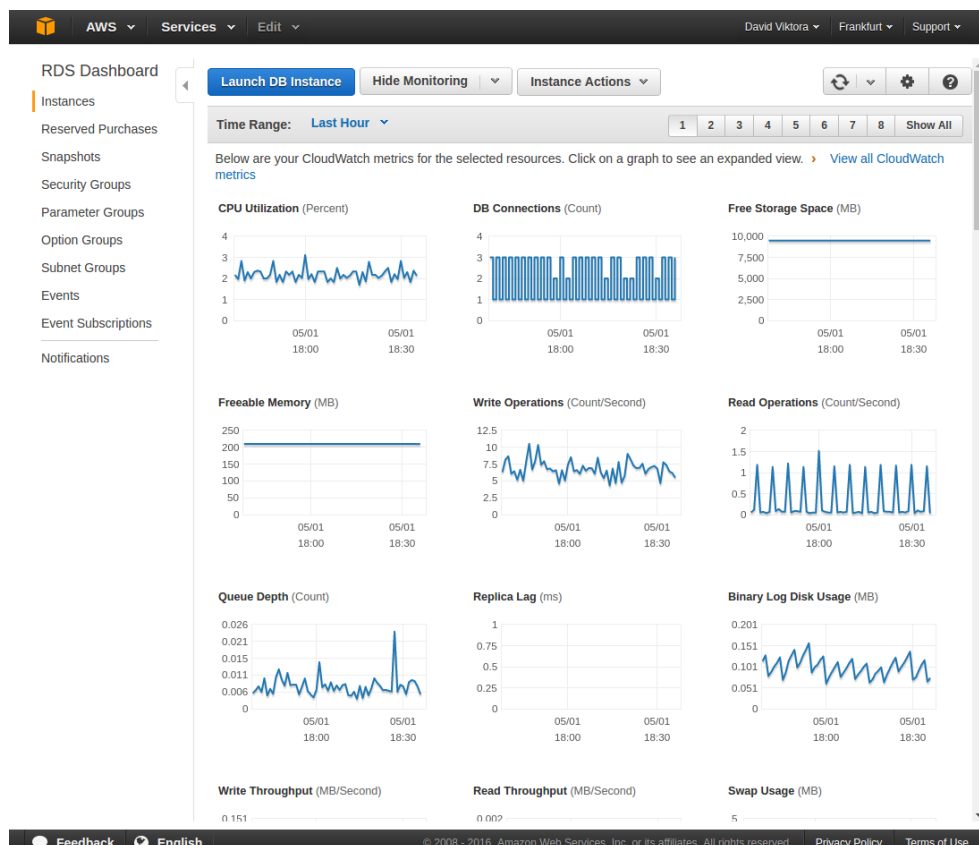 AWS Services Edit David Viktora Frankfurt Support
RDS Dashboard
Instances
Reserved Purchases
Snapshots
Security Groups
Parameter Groups
Option Groups
Subnet Groups
Events
Event Subscriptions
Notifications
Launch DB Instance Hide Monitoring Instance Actions
Time Range: Last Hour 1 2 3 4 5 6 7 8 Show All
Below are your CloudWatch metrics for the selected resources. Click on a graph to see an expanded view. › View all CloudWatch
metrics
CPU Utilization (Percent)
4
3
2
1
0
05/01 05/01
18:00 18:30
DB Connections (Count)
4
3
2
1
0
05/01 05/01
18:00 18:30
Free Storage Space (MB)
10,000
7,500
5,000
2,500
0
05/01 05/01
18:00 18:30
Freeable Memory (MB)
250
200
150
100
50
0
05/01 05/01
18:00 18:30
Write Operations (Count/Second)
12.5
10
7.5
5
2.5
0
05/01 05/01
18:00 18:30
Read Operations (Count/Second)
2
1.5
1
0.5
0
05/01 05/01
18:00 18:30
Queue Depth (Count)
0.026
0.021
0.015
0.011
0.006
0
05/01 05/01
18:00 18:30
Replica Lag (ms)
1
0.75
0.5
0.25
0
05/01 05/01
18:00 18:30
Binary Log Disk Usage (MB)
0.201
0.151
0.101
0.051
0
05/01 05/01
18:00 18:30
Write Throughput (MB/Second)
0.151
Read Throughput (MB/Second)
0.002
Swap Usage (MB)
5
Feedback English © 2008 - 2016, Amazon Web Services, Inc. or its affiliates. All rights reserved. Privacy Policy Terms of Use